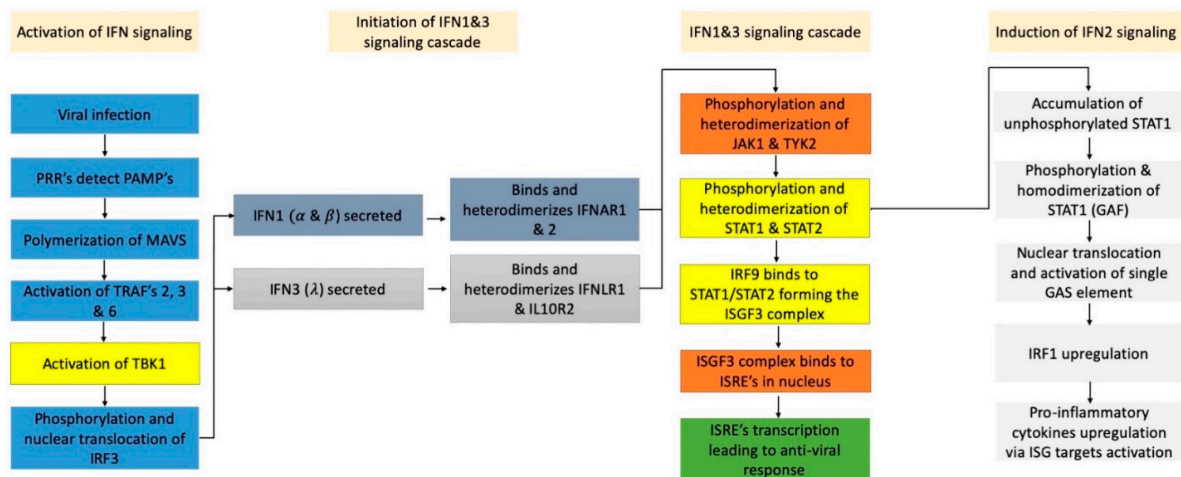 Activation of IFN signaling
Viral infection
PRR's detect PAMP's
Polymerization of MAVS
Activation of TRAF's 2, 3
& 6
Activation of TBK1
Phosphorylation and
nuclear translocation of
IRF3
Initiation of IFN1&3
signaling cascade
IFN1 (α & β) secreted
IFN3 (λ) secreted
Binds and
heterodimerizes IFNAR1
& 2
Binds and
heterodimerizes IFNLR1
& IL10R2
IFN1&3 signaling cascade
Phosphorylation and
heterodimerization of
JAK1 & TYK2
Phosphorylation and
heterodimerization of
STAT1 & STAT2
IRF9 binds to
STAT1/STAT2 forming the
ISGF3 complex
ISGF3 complex binds to
ISRE's in nucleus
ISRE's transcription
leading to anti-viral
response
Induction of IFN2 signaling
Accumulation of
unphosphorylated STAT1
Phosphorylation &
homodimerization of
STAT1 (GAF)
Nuclear translocation
and activation of single
GAS element
IRF1 upregulation
Pro-inflammatory
cytokines upregulation
via ISG targets activation